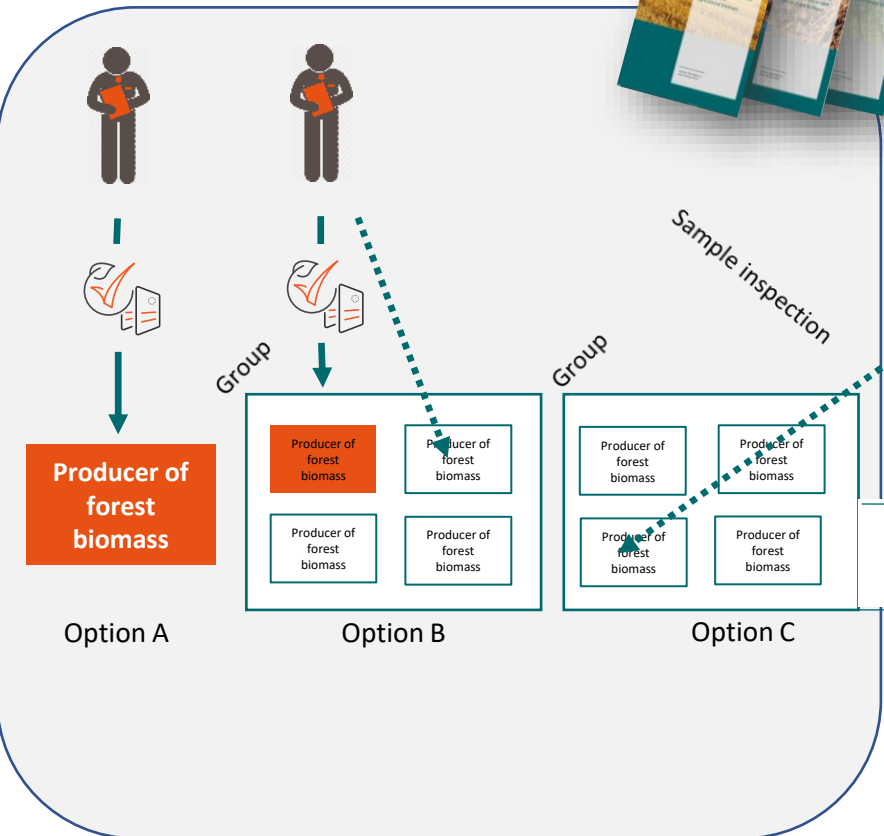 Sample inspection
Group
Group
Producer of
forest
biomass
Producer of
forest
biomass
Producer of
forest
biomass
Producer of
forest
biomass
Producer of
forest
biomass
Producer of
forest
biomass
Producer of
forest
biomass
Producer of
forest
biomass
Producer of
forest
biomass
Option A
Option B
Option C